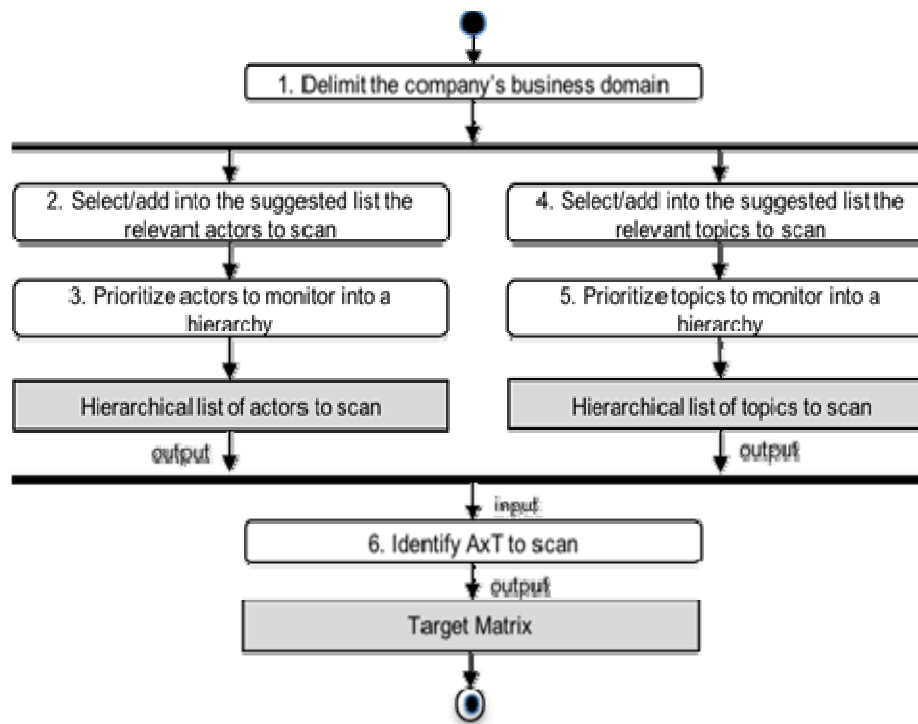 1. Delimit the company's business domain
2. Select/add into the suggested list the
relevant actors to scan
4. Select/add into the suggested list the
relevant topics to scan
3. Prioritize actors to monitor into a
hierarchy
5. Prioritize topics to monitor into a
hierarchy
Hierarchical list of actors to scan
Hierarchical list of topics to scan
output
output
input
6. Identify AxT to scan
output
Target Matrix